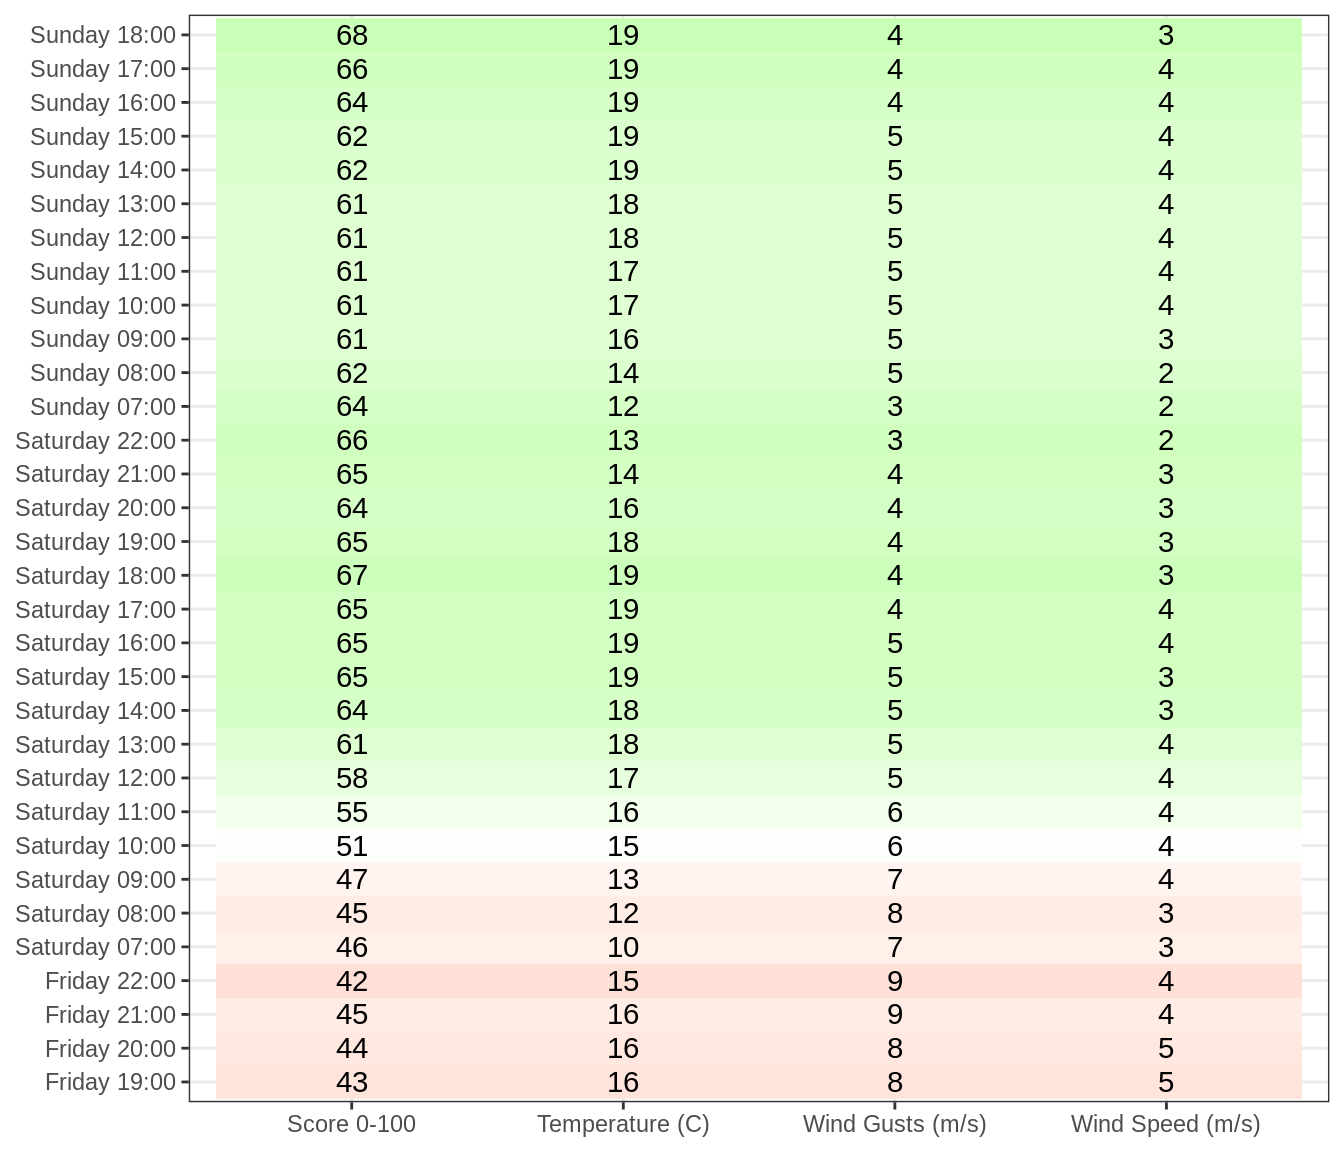 Sunday 18:00 68 19 4 3
Sunday 17:00 66 19 4 4
Sunday 16:00 64 19 4 4
Sunday 15:00 62 19 5 4
Sunday 14:00 62 19 5 4
Sunday 13:00 61 18 5 4
Sunday 12:00 61 18 5 4
Sunday 11:00 61 17 5 4
Sunday 10:00 61 17 5 4
Sunday 09:00 61 16 5 3
Sunday 08:00 62 14 5 2
Sunday 07:00 64 12 3 2
Saturday 22:00 66 13 3 2
Saturday 21:00 65 14 4 3
Saturday 20:00 64 16 4 3
Saturday 19:00 65 18 4 3
Saturday 18:00 67 19 4 3
Saturday 17:00 65 19 4 4
Saturday 16:00 65 19 5 4
Saturday 15:00 65 19 5 3
Saturday 14:00 64 18 5 3
Saturday 13:00 61 18 5 4
Saturday 12:00 58 17 5 4
Saturday 11:00 55 16 6 4
Saturday 10:00 51 15 6 4
Saturday 09:00 47 13 7 4
Saturday 08:00 45 12 8 3
Saturday 07:00 46 10 7 3
Friday 22:00 42 15 9 4
Friday 21:00 45 16 9 4
Friday 20:00 44 16 8 5
Friday 19:00 43 16 8 5
Score 0-100 Temperature (C) Wind Gusts (m/s) Wind Speed (m/s)